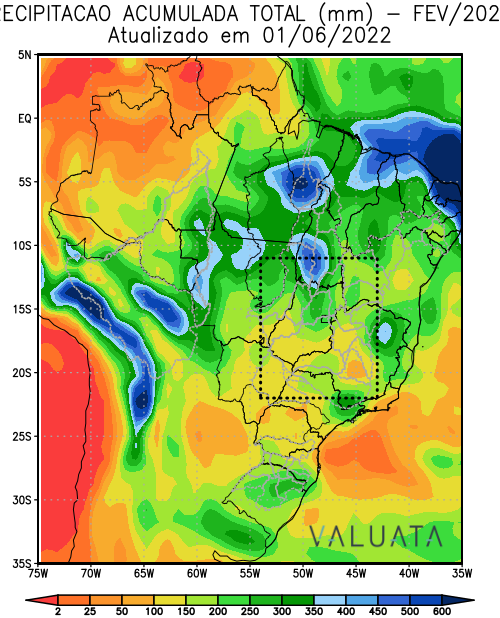 RECIPITACAO ACUMULADA TOTAL (mm) – FEV/202
Atualizado em 01/06/2022
5N
EQ
5S
10S
15S
20S
25S
30S
35S
VALUATA
75W 70W 65W 60W 55W 50W 45W 40W 35W
2 25 50 100 150 200 250 300 350 400 450 500 600